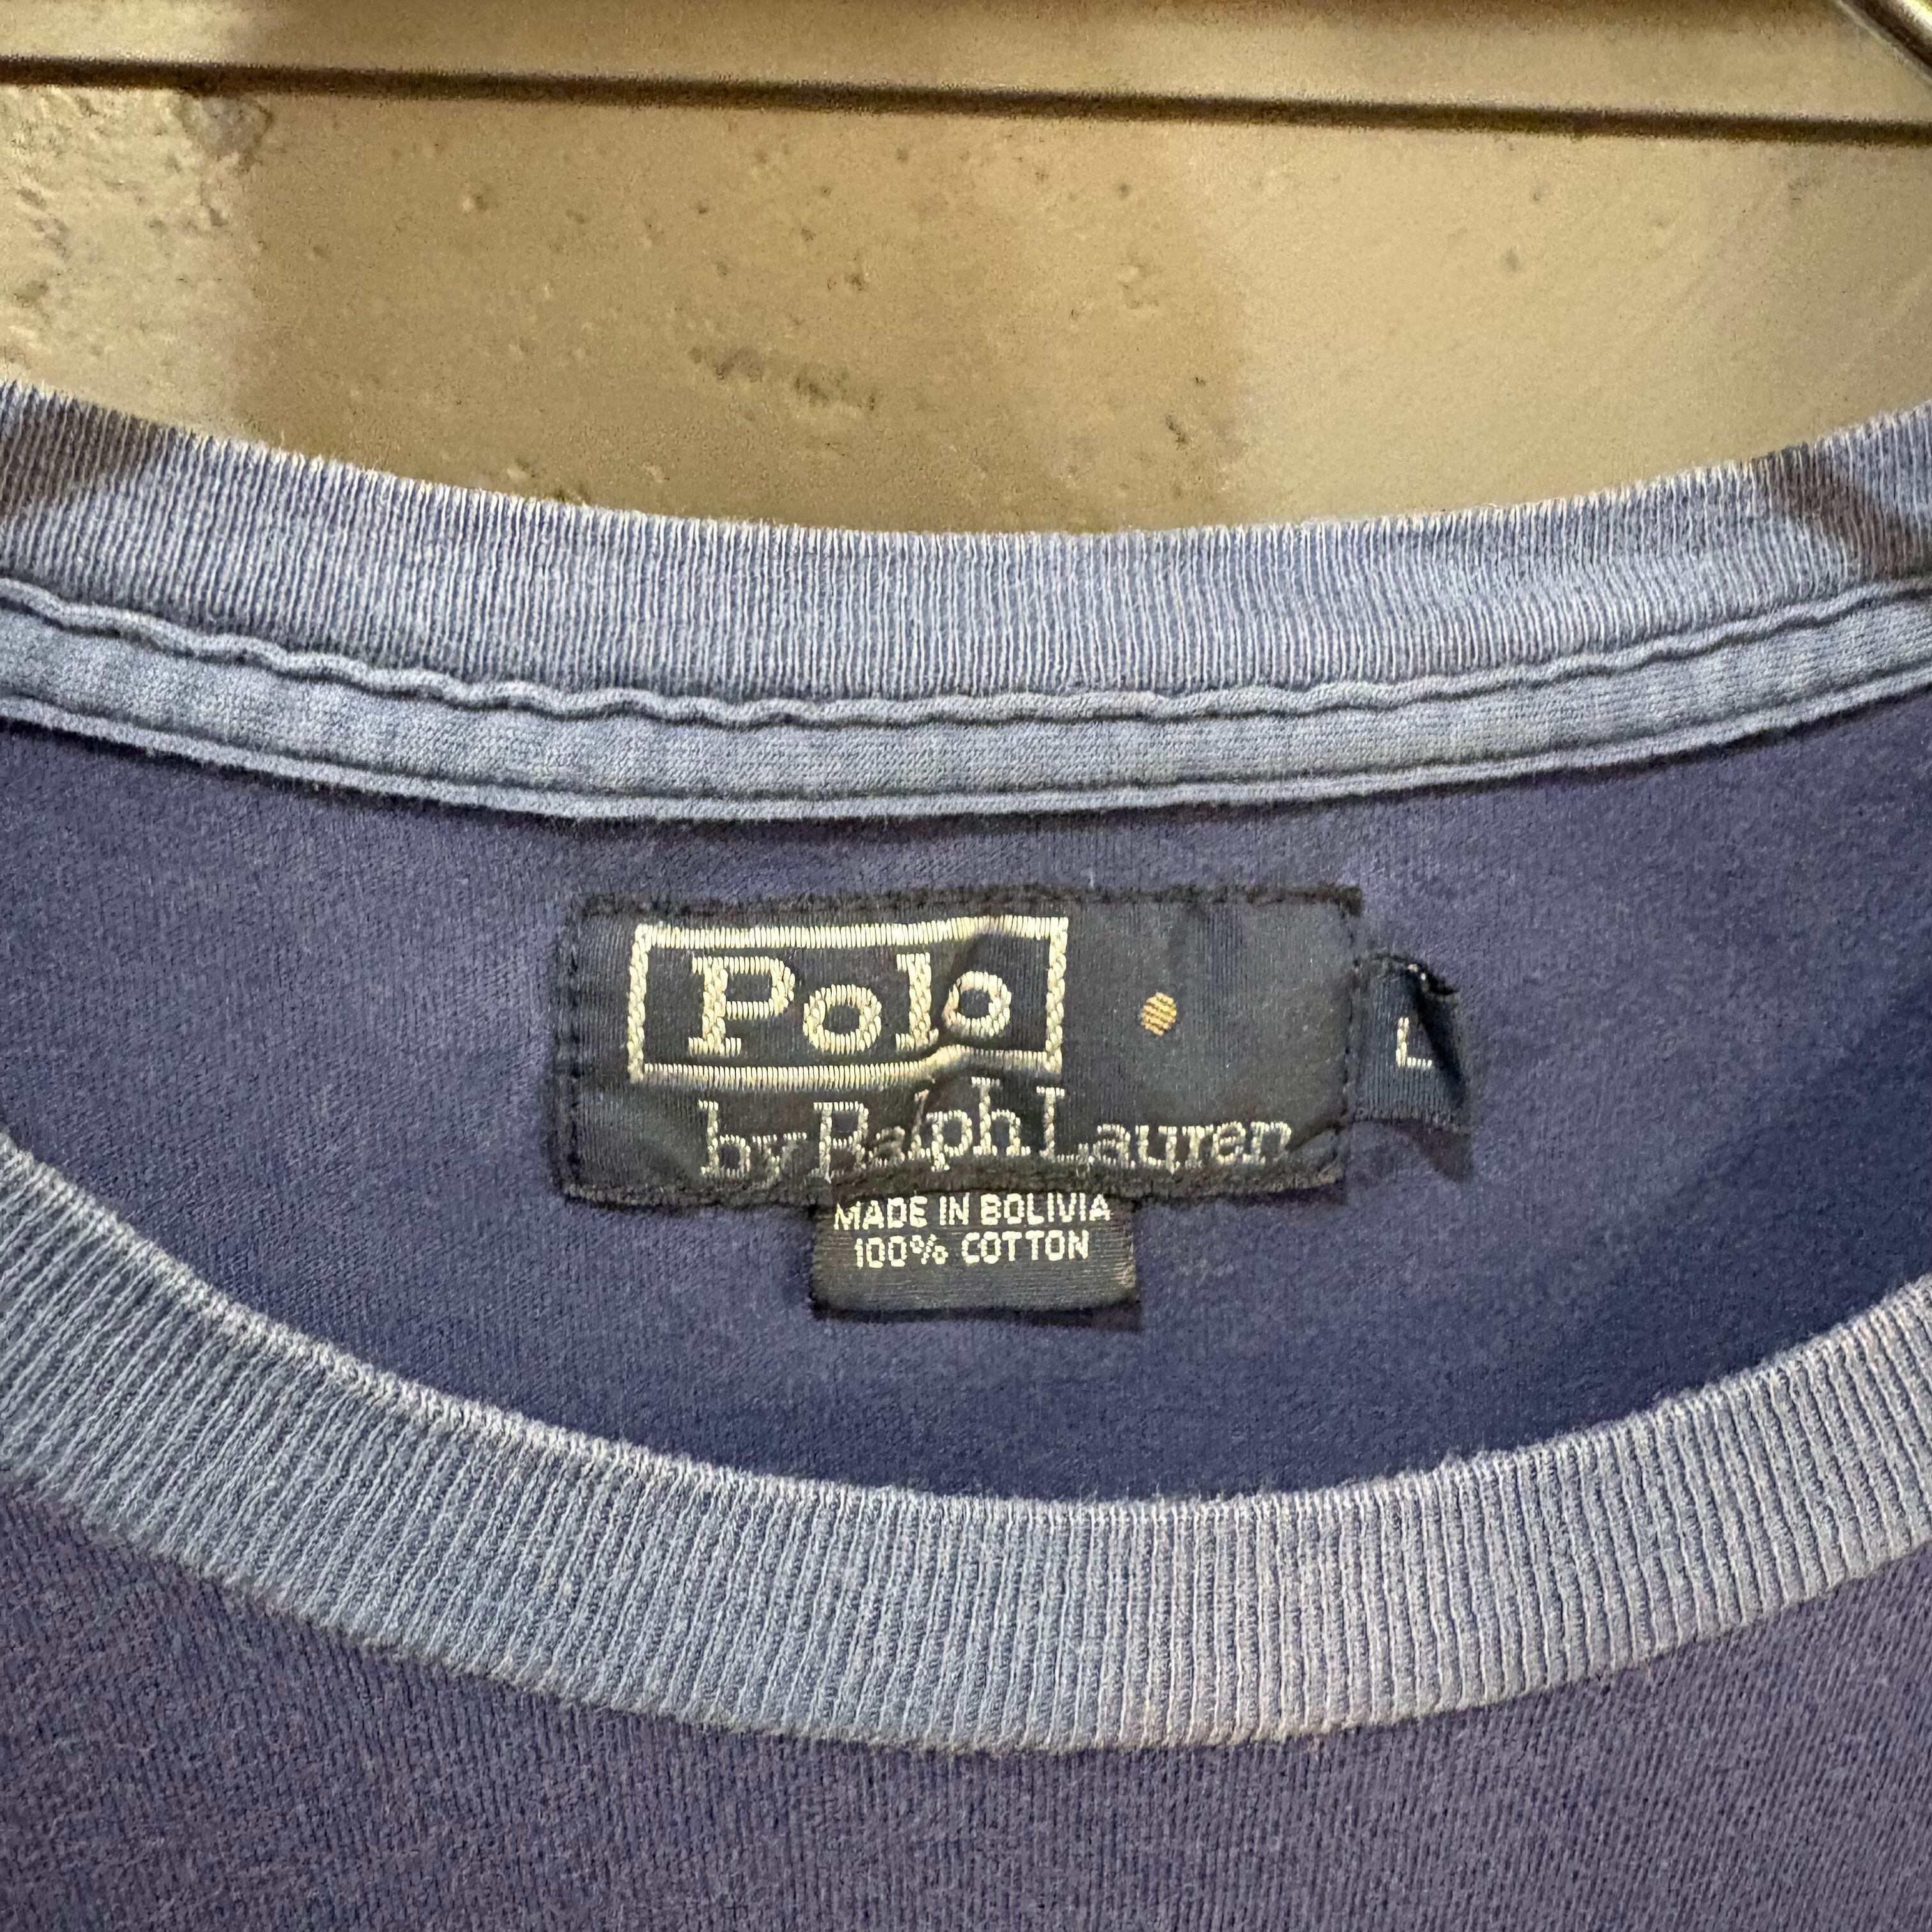 Polo
by Ralph Lauren
L
MADE IN BOLIVIA
100% COTTON